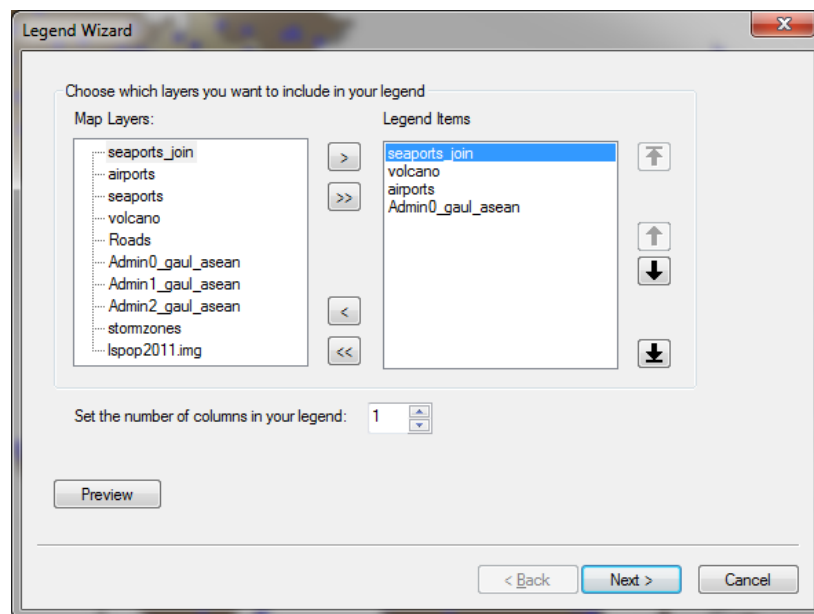 Legend Wizard
Choose which layers you want to include in your legend
Map Layers:
seaports_join
airports
seaports
volcano
Roads
Admin0_gaul_asean
Admin1_gaul_asean
Admin2_gaul_asean
stormzones
lspop2011.img
>
>>
<
<<
Legend Items
seaports_join
volcano
airports
Admin0_gaul_asean
Set the number of columns in your legend: 1
Preview
< Back Next > Cancel